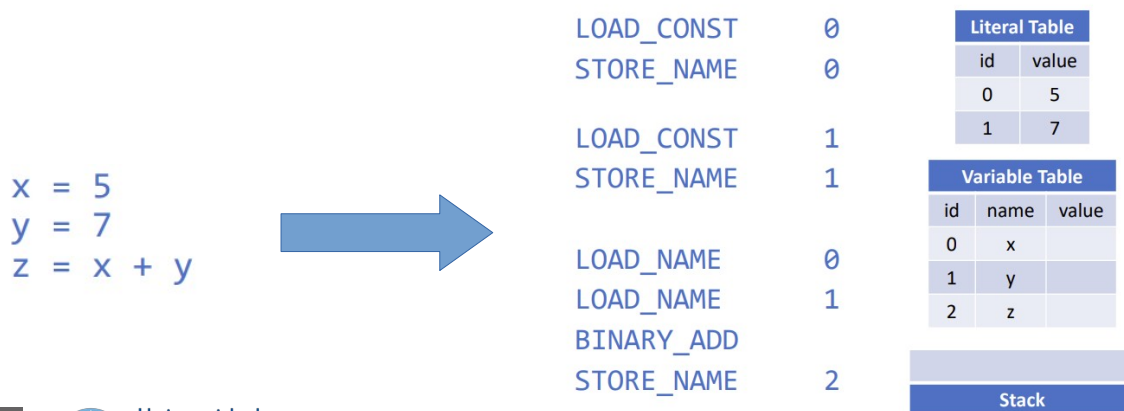 x = 5
y = 7
z = x + y
LOAD_CONST 0
STORE_NAME 0
LOAD_CONST 1
STORE_NAME 1
LOAD_NAME 0
LOAD_NAME 1
BINARY_ADD
STORE_NAME 2
Literal Table
id value
0 5
1 7
Variable Table
id name value
0 x
1 y
2 z
Stack